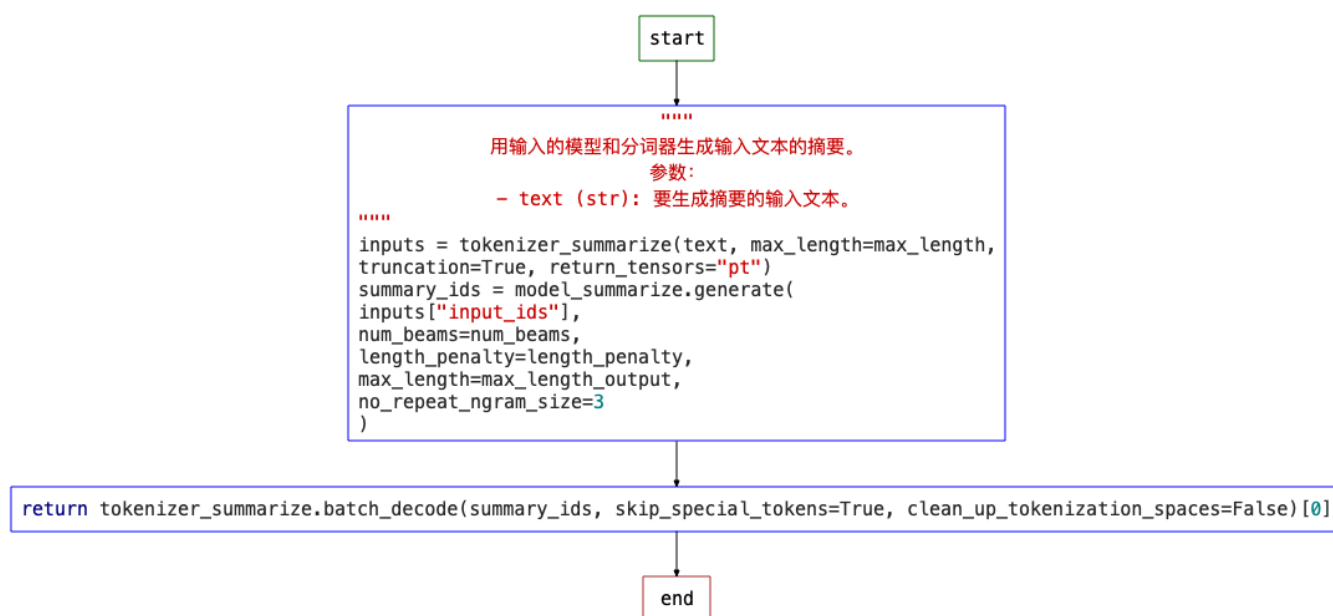 start
"""
用输入的模型和分词器生成输入文本的摘要。
参数：
- text (str): 要生成摘要的输入文本。
"""
inputs = tokenizer_summarize(text, max_length=max_length,
truncation=True, return_tensors="pt")
summary_ids = model_summarize.generate(
inputs["input_ids"],
num_beams=num_beams,
length_penalty=length_penalty,
max_length=max_length_output,
no_repeat_ngram_size=3
)
return tokenizer_summarize.batch_decode(summary_ids, skip_special_tokens=True, clean_up_tokenization_spaces=False)[0]
end